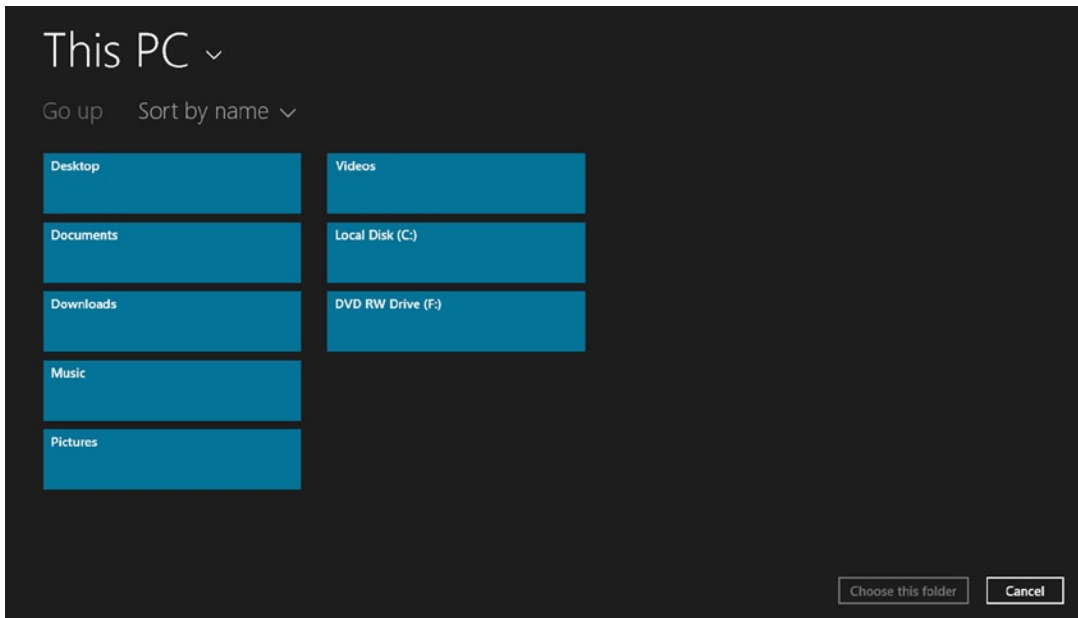 This PC
Go up Sort by name
Desktop
Documents
Downloads
Music
Pictures
Videos
Local Disk (C:)
DVD RW Drive (F:)
Choose this folder Cancel